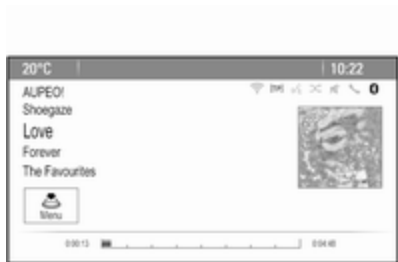 20°C 10:22
AUPEO!
Shoegaze
Love
Forever
The Favourites
Menu
0:00:13 0:04:48